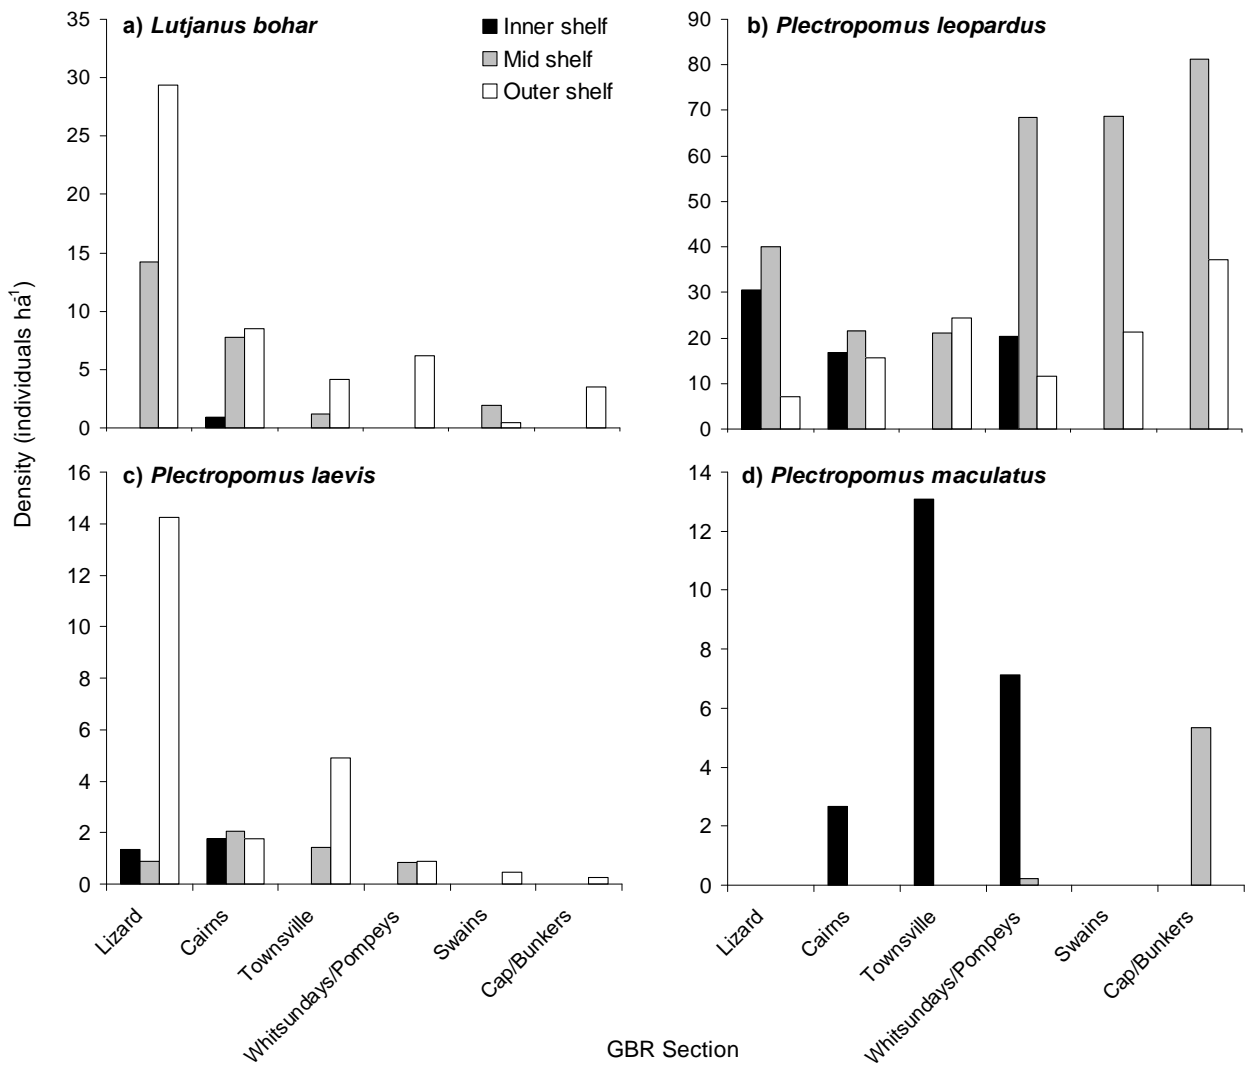 a) Lutjanus bohar
Inner shelf
Mid shelf
Outer shelf
35
30
25
20
15
10
5
0
b) Plectropomus leopardus
90
80
70
60
50
40
30
20
10
0
Density (individuals ha-1)
c) Plectropomus laevis
16
14
12
10
8
6
4
2
0
Lizard
Cairns
Townsville
Whitsundays/Pompeys
Swains
Cap/Bunkers
d) Plectropomus maculatus
14
12
10
8
6
4
2
0
Lizard
Cairns
Townsville
Whitsundays/Pompeys
Swains
Cap/Bunkers
GBR Section